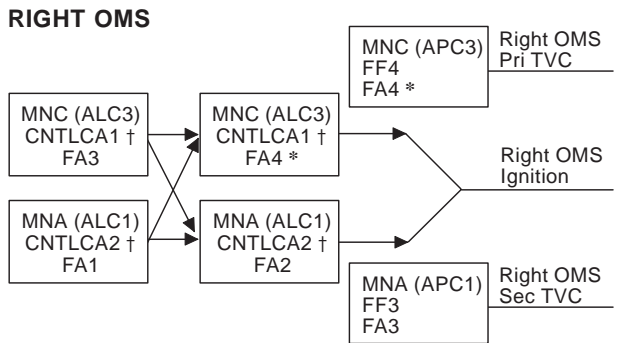 RIGHT OMS
MNC (APC3)
FF4
FA4 *
Right OMS
Pri TVC
MNC (ALC3)
CNTLCA1 †
FA3
MNC (ALC3)
CNTLCA1 †
FA4 *
Right OMS
Ignition
MNA (ALC1)
CNTLCA2 †
FA1
MNA (ALC1)
CNTLCA2 †
FA2
MNA (APC1)
FF3
FA3
Right OMS
Sec TVC